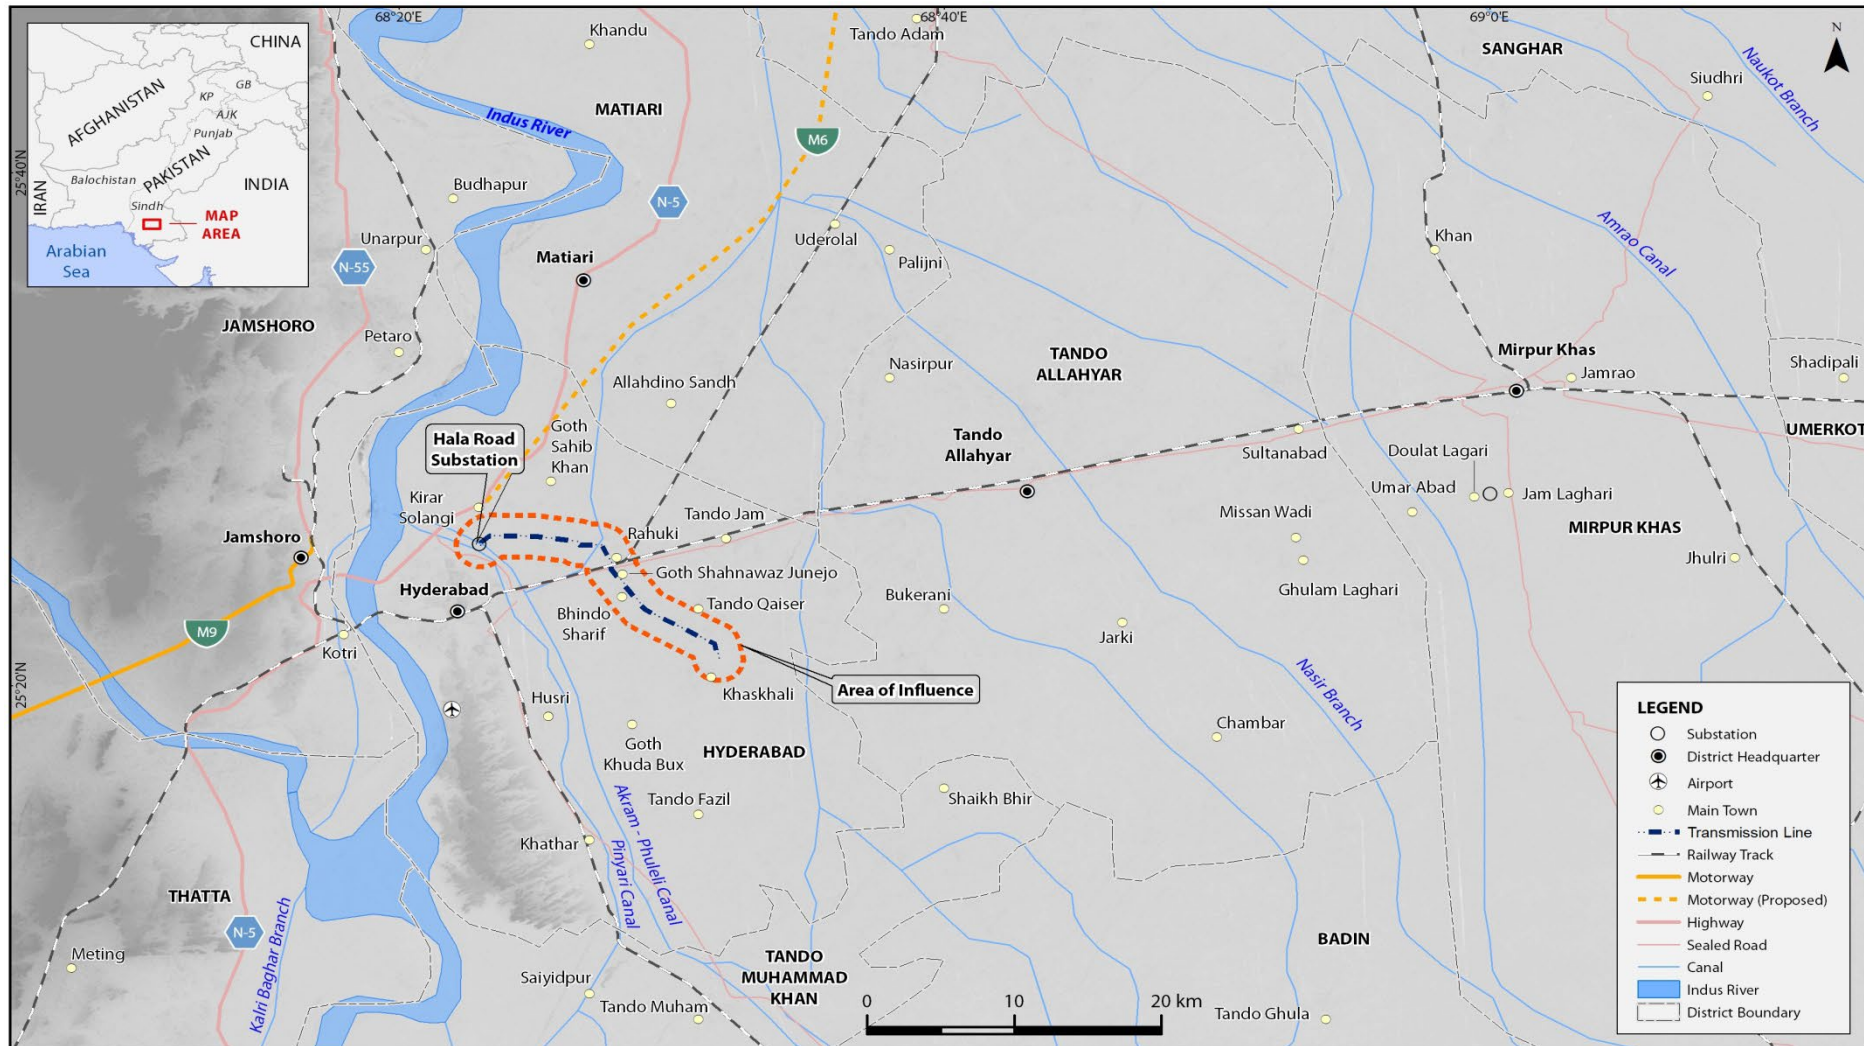 68°20'E
68°40'E
69°0'E
25°40'N
25°20'N
N
CHINA
AFGHANISTAN
GB
KP
AJK
Punjab
PAKISTAN
IRAN
Balochistan
INDIA
Sindh
MAP
AREA
Arabian
Sea
Khandu
Tando Adam
SANGHAR
Naukot Branch
Siudhri
MATIARI
Indus River
M6
Budhapur
N-5
Unarpur
Uderolal
Khan
Amrao Canal
N-55
Matiari
Palijni
JAMSHORO
Petaro
Nasirpur
TANDO
ALLAHYAR
Mirpur Khas
Jamrao
Shadipali
Allahdino Sandh
Hala Road
Substation
Goth
Sahib
Khan
Tando
Allahyar
UMERKOT
Sultanabad
Doulat Lagari
Kirar
Solangi
Umar Abad
Jam Laghari
Jamshoro
Rahuki
Tando Jam
Missan Wadi
MIRPUR KHAS
Goth Shahnawaz Junejo
Jhulri
Hyderabad
Bhindo
Sharif
Tando Qaiser
Bukerani
Ghulam Laghari
M9
Kotri
Jarki
Khaskhali
Area of Influence
Nasir Branch
Husri
Goth
Khuda Bux
HYDERABAD
Chambar
Tando Fazil
Shaikh Bhir
Khathar
Akram - Phuleli Canal
Pinyari Canal
THATTA
N-5
Kalri Baghar Branch
Meting
BADIN
TANDO
MUHAMMAD
KHAN
Saiyidpur
Tando Muham
Tando Ghula
0
10
20 km
LEGEND
Substation
District Headquarter
Airport
Main Town
Transmission Line
Railway Track
Motorway
Motorway (Proposed)
Highway
Sealed Road
Canal
Indus River
District Boundary